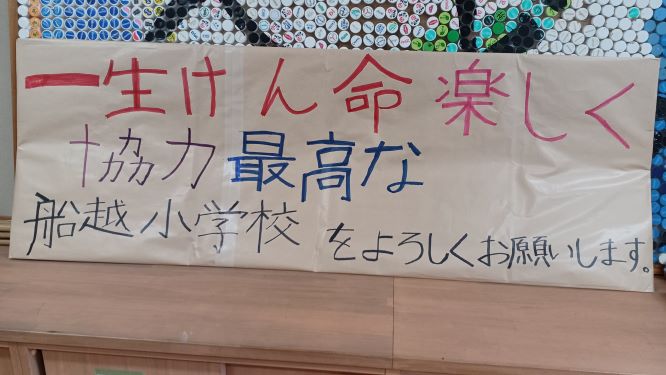 一生けん命 楽しく
協力 最高な
船越小学校 をよろしくお願いします。